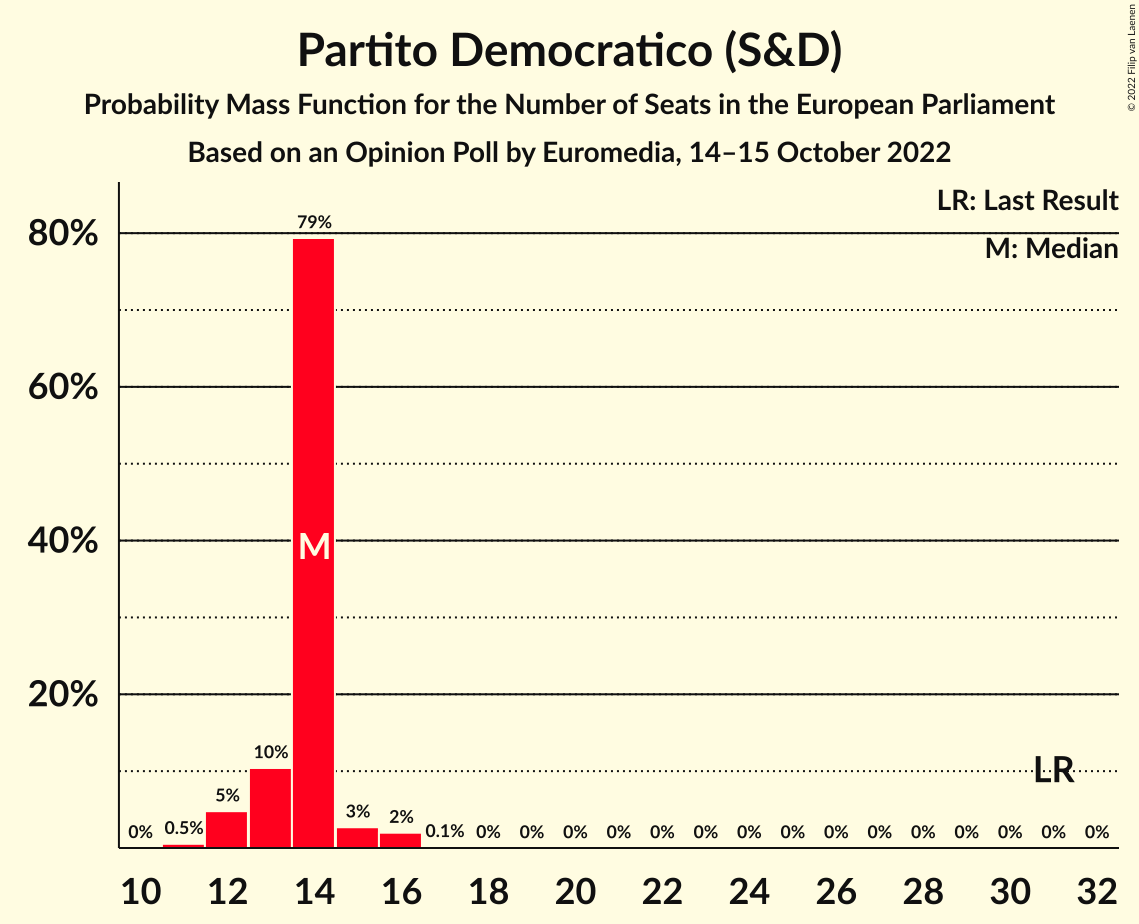 Partito Democratico (S&D)
Probability Mass Function for the Number of Seats in the European Parliament
Based on an Opinion Poll by Euromedia, 14–15 October 2022
© 2022 Filip van Laenen
LR: Last Result
M: Median
80%
60%
40%
20%
0% 0.5% 5% 10% 79% 3% 2% 0.1% 0% 0% 0% 0% 0% 0% 0% 0% 0% 0% 0% 0% 0% 0% 0%
M
LR
10 12 14 16 18 20 22 24 26 28 30 32